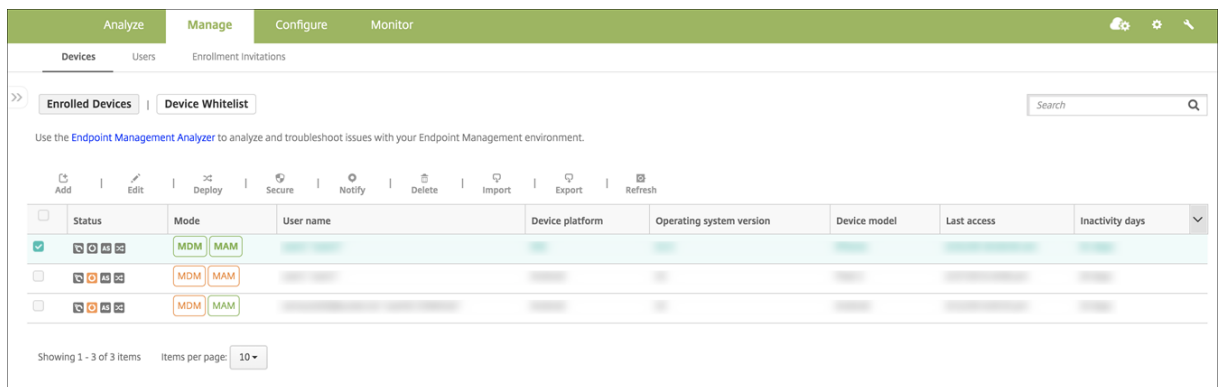 Analyze Manage Configure Monitor
Devices Users Enrollment Invitations
Enrolled Devices | Device Whitelist Search
Use the Endpoint Management Analyzer to analyze and troubleshoot issues with your Endpoint Management environment.
Add | Edit | Deploy | Secure | Notify | Delete | Import | Export | Refresh
Status Mode User name Device platform Operating system version Device model Last access Inactivity days
AS MDM MAM
AS MDM MAM
AS MDM MAM
Showing 1 - 3 of 3 items Items per page: 10